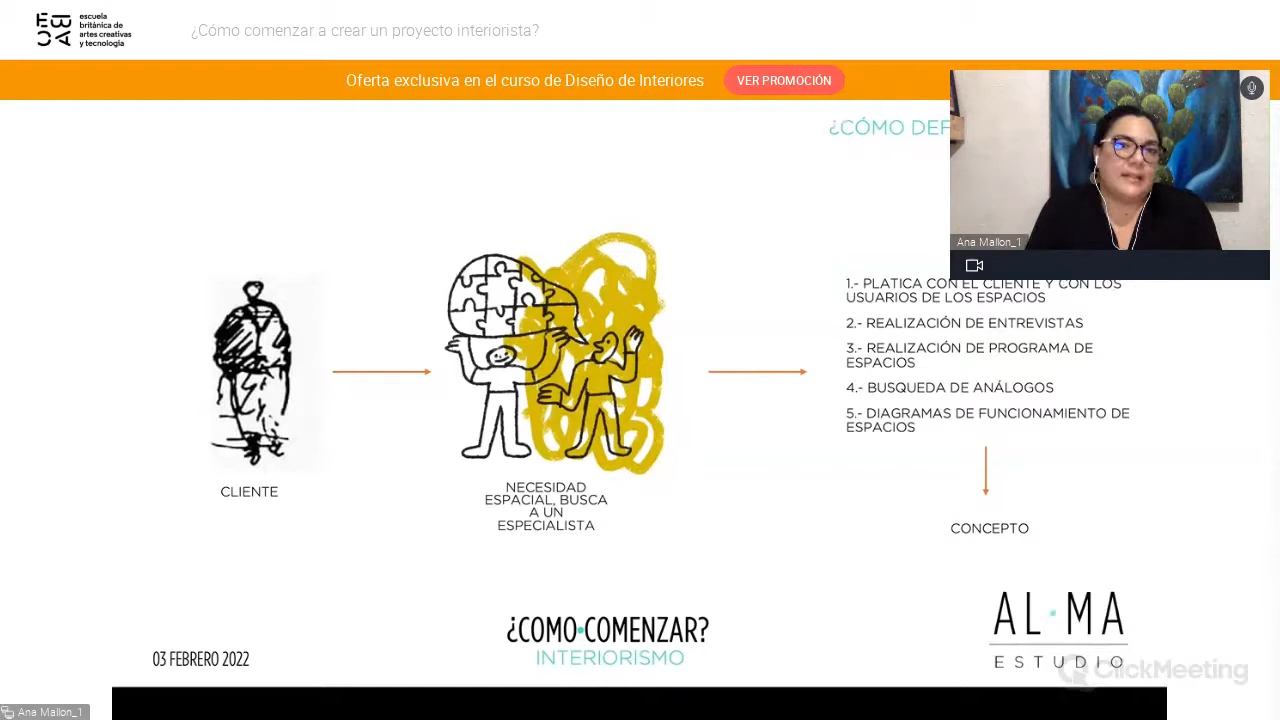 escuela
británica de
artes creativas
y tecnología
EBAC
¿Cómo comenzar a crear un proyecto interiorista?
Oferta exclusiva en el curso de Diseño de Interiores VER PROMOCIÓN
¿CÓMO DEF
Ana Mallon_1
1.- PLATICA CON EL CLIENTE Y CON LOS
USUARIOS DE LOS ESPACIOS
2.- REALIZACIÓN DE ENTREVISTAS
3.- REALIZACIÓN DE PROGRAMA DE
ESPACIOS
4.- BUSQUEDA DE ANÁLOGOS
5.- DIAGRAMAS DE FUNCIONAMIENTO DE
ESPACIOS
CLIENTE
NECESIDAD
ESPACIAL, BUSCA
A UN
ESPECIALISTA
CONCEPTO
03 FEBRERO 2022
¿COMO•COMENZAR?
INTERIORISMO
AL•MA
ESTUDIO
ClickMeeting
Ana Mallon_1